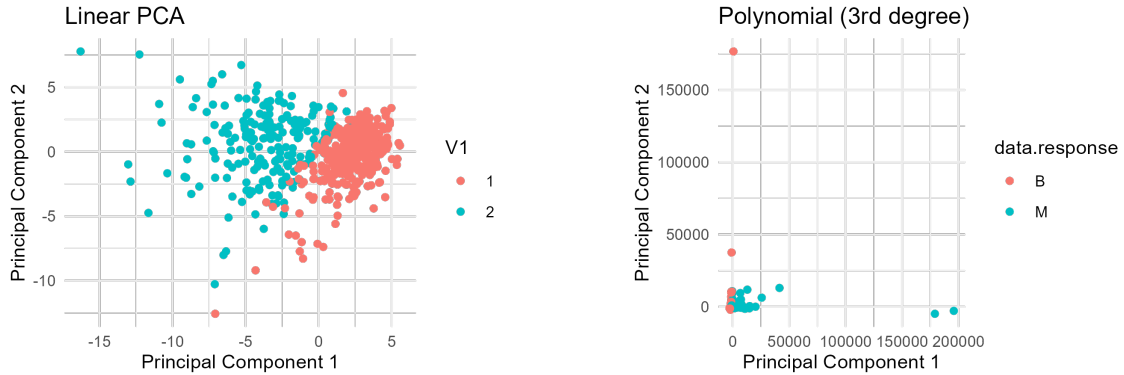 Linear PCA
Principal Component 2
5
0
-5
-10
-15
-10
-5
0
5
Principal Component 1
V1
1
2
Polynomial (3rd degree)
Principal Component 2
150000
100000
50000
0
0
50000
100000
150000
200000
Principal Component 1
data.response
B
M